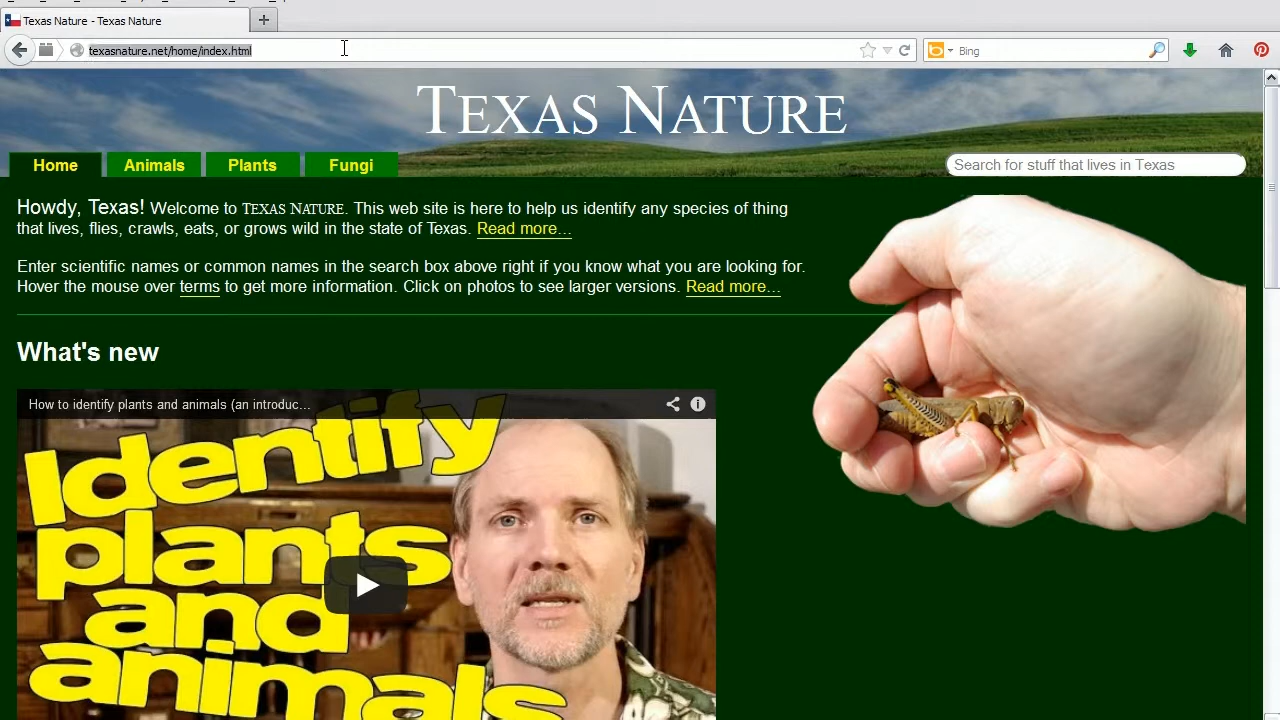 Texas Nature - Texas Nature
texasnature.net/home/index.html
Bing
TEXAS NATURE
Home
Animals
Plants
Fungi
Search for stuff that lives in Texas
Howdy, Texas! Welcome to TEXAS NATURE. This web site is here to help us identify any species of thing
that lives, flies, crawls, eats, or grows wild in the state of Texas. Read more...
Enter scientific names or common names in the search box above right if you know what you are looking for.
Hover the mouse over terms to get more information. Click on photos to see larger versions. Read more...
What's new
How to identify plants and animals (an introduc...
Identify
plants
and
animals